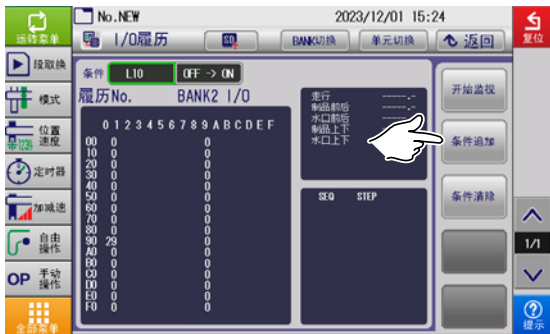 运转菜单
No.NEW
2023/12/01 15:24
复位
I/O履历
SD
BANK切换
单元切换
返回
段取换
条件
L10
OFF -> ON
开始监视
模式
履历No.
BANK2 I/O
走行
-----.-
制品前后
-----.-
水口前后
制品上下
水口上下
条件追加
位置
速度
0 1 2 3 4 5 6 7 8 9 A B C D E F
00 0 0
10 0 0
20 0 0
30 0 0
40 0 0
50 0 0
60 0 0
70 0 0
80 0 0
90 29 0
A0 0 0
B0 0 0
C0 0 0
D0 0 0
E0 0 0
F0 0 0
定时器
SEQ STEP
条件清除
加减速
自由
操作
1/1
OP
手动
操作
全部菜单
?
提示